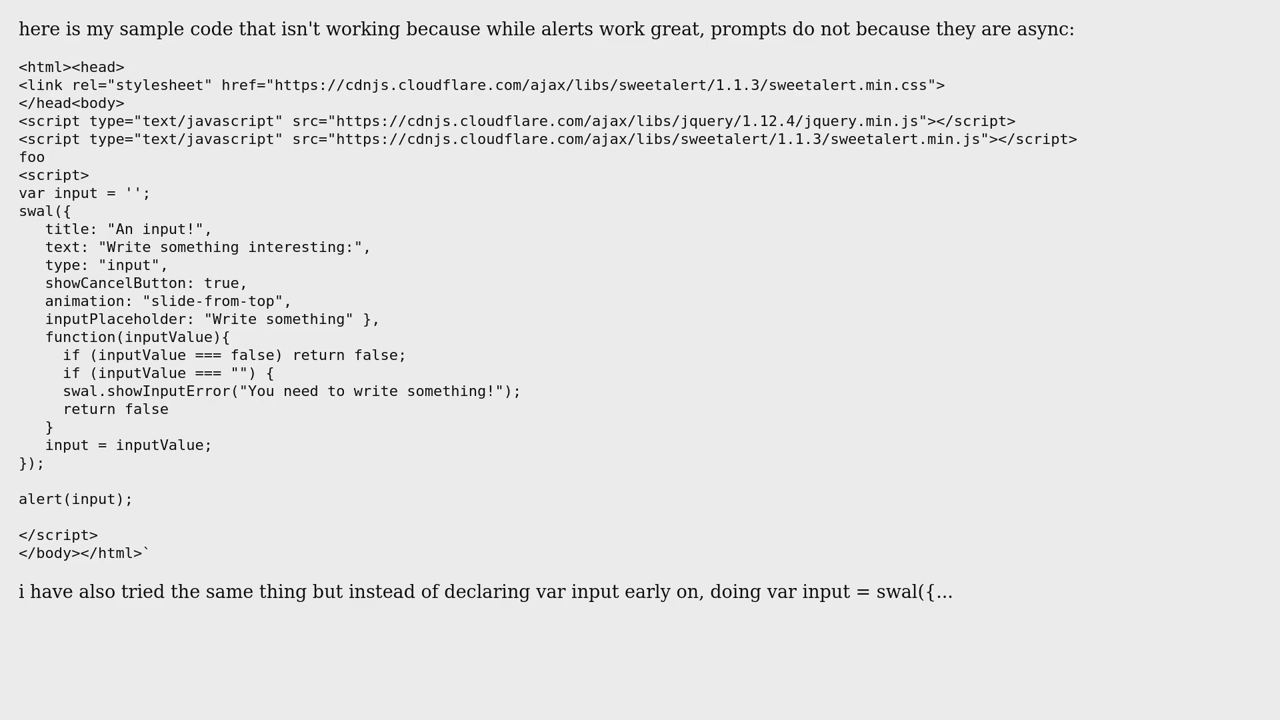 here is my sample code that isn't working because while alerts work great, prompts do not because they are async:
<html><head>
<link rel="stylesheet" href="https://cdnjs.cloudflare.com/ajax/libs/sweetalert/1.1.3/sweetalert.min.css">
</head<body>
<script type="text/javascript" src="https://cdnjs.cloudflare.com/ajax/libs/jquery/1.12.4/jquery.min.js"></script>
<script type="text/javascript" src="https://cdnjs.cloudflare.com/ajax/libs/sweetalert/1.1.3/sweetalert.min.js"></script>
foo
<script>
var input = '';
swal({
   title: "An input!",
   text: "Write something interesting:",
   type: "input",
   showCancelButton: true,
   animation: "slide-from-top",
   inputPlaceholder: "Write something" },
   function(inputValue){
     if (inputValue === false) return false;
     if (inputValue === "") {
     swal.showInputError("You need to write something!");
     return false
   }
   input = inputValue;
});
alert(input);
</script>
</body></html>`
i have also tried the same thing but instead of declaring var input early on, doing var input = swal({...